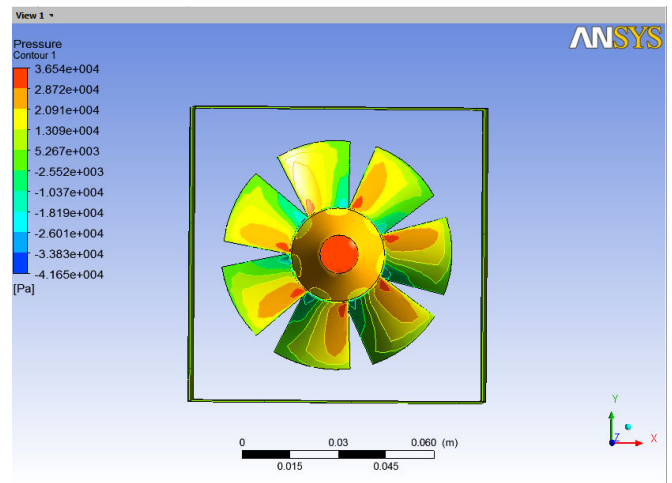 View 1
ANSYS
Pressure
Contour 1
3.654e+004
2.872e+004
2.091e+004
1.309e+004
5.267e+003
-2.552e+003
-1.037e+004
-1.819e+004
-2.601e+004
-3.383e+004
-4.165e+004
[Pa]
0 0.03 0.060 (m)
0.015 0.045
Y
Z X